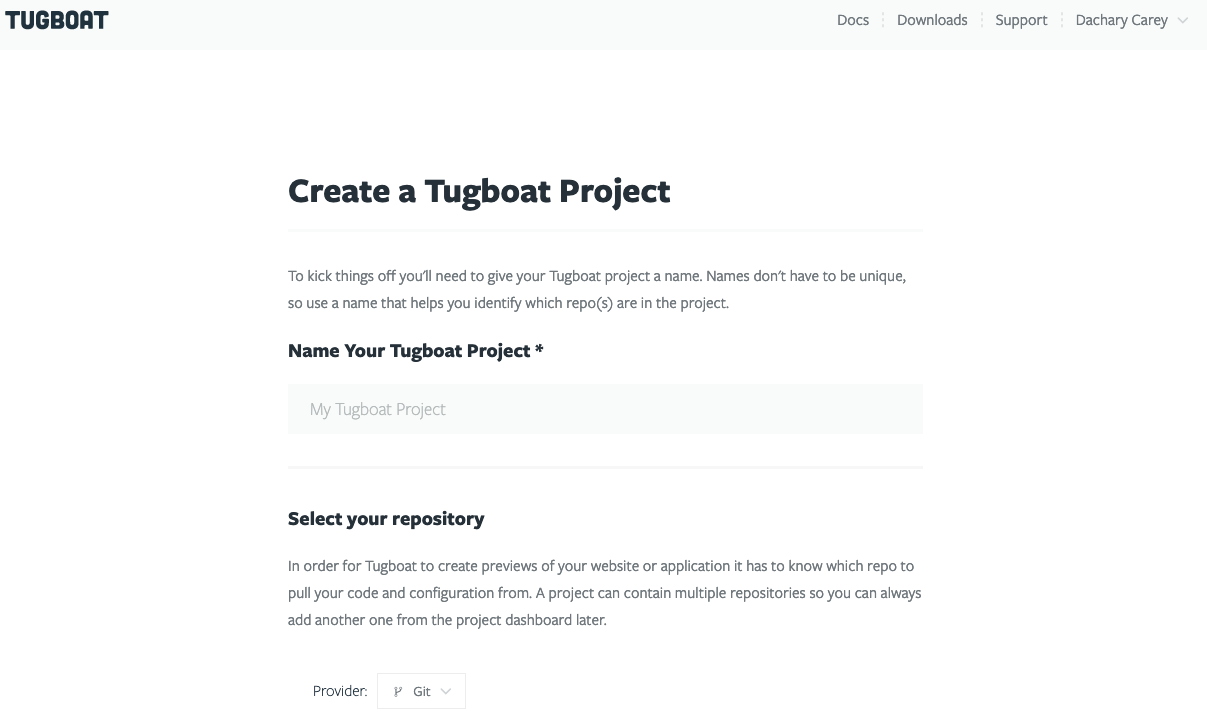 TUGBOAT
Docs
Downloads
Support
Dachary Carey
Create a Tugboat Project
To kick things off you'll need to give your Tugboat project a name. Names don't have to be unique,
so use a name that helps you identify which repo(s) are in the project.
Name Your Tugboat Project *
My Tugboat Project
Select your repository
In order for Tugboat to create previews of your website or application it has to know which repo to
pull your code and configuration from. A project can contain multiple repositories so you can always
add another one from the project dashboard later.
Provider: Git